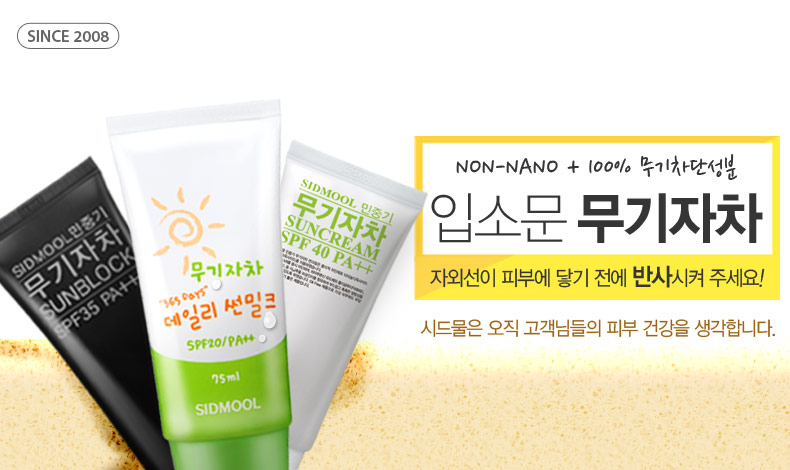 SINCE 2008
NON-NANO + 100% 무기차단성분
입소문 무기자차
자외선이 피부에 닿기 전에 반사시켜 주세요!
시드물은 오직 고객님들의 피부 건강을 생각합니다.
SIDMOOL 민중기
무기자차
SUNBLOCK
SPF35 PA++
무기자차
"365 DAYS"
데일리 썬밀크
SPF20/PA++
75ml
SIDMOOL
SIDMOOL 민중기
무기자차
SUNCREAM
SPF 40 PA++